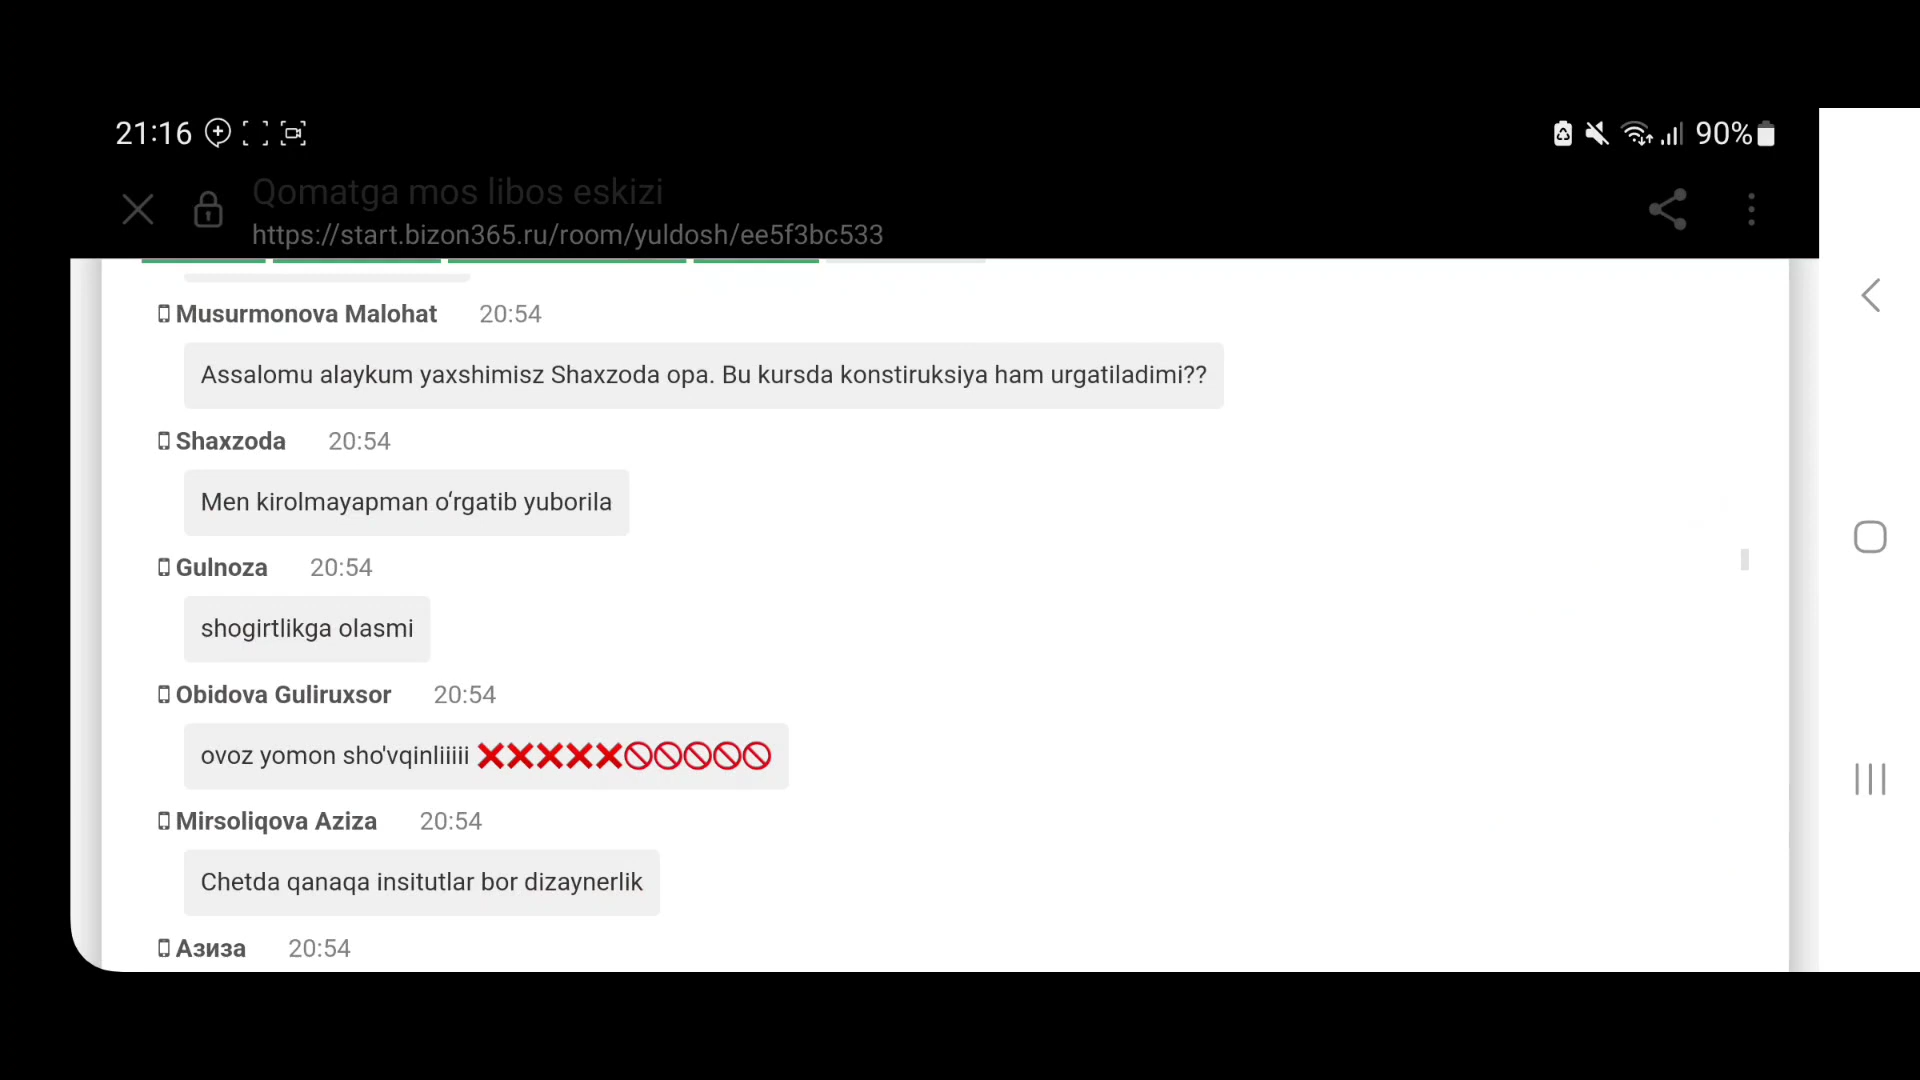 21:16 90%
Qomatga mos libos eskizi
https://start.bizon365.ru/room/yuldosh/ee5f3bc533
Musurmonova Malohat 20:54
Assalomu alaykum yaxshimisz Shaxzoda opa. Bu kursda konstiruksiya ham urgatiladimi??
Shaxzoda 20:54
Men kirolmayapman oʻrgatib yuborila
Gulnoza 20:54
shogirtlikga olasmi
Obidova Guliruxsor 20:54
ovoz yomon sho'vqinliiiii ❌❌❌❌❌🚫🚫🚫🚫🚫
Mirsoliqova Aziza 20:54
Chetda qanaqa insitutlar bor dizaynerlik
Азиза 20:54